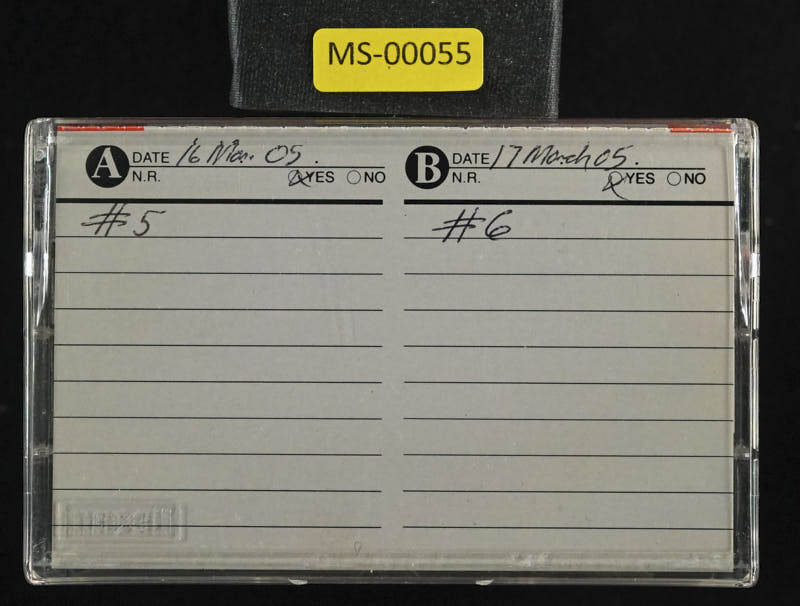 MS-00055
A DATE 16 Mar. 05.
N.R. YES NO
#5
B DATE 17 March 05.
N.R. YES NO
#6